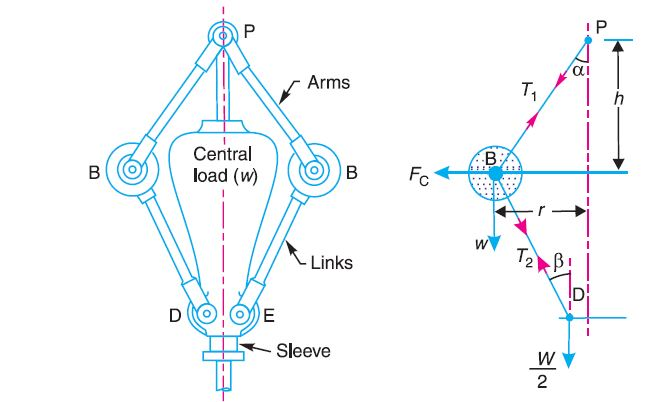 P
Arms
B
Central
load (w)
B
Links
D
E
Sleeve
P
α
T1
h
B
FC
r
w
T2
β
D
W
2